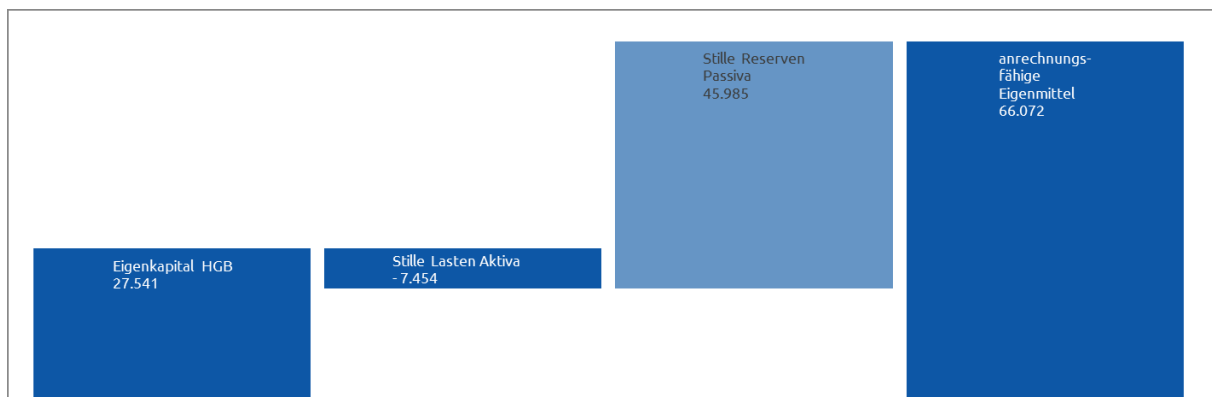 Eigenkapital HGB
27.541
Stille Lasten Aktiva
- 7.454
Stille Reserven
Passiva
45.985
anrechnungs-
fähige
Eigenmittel
66.072